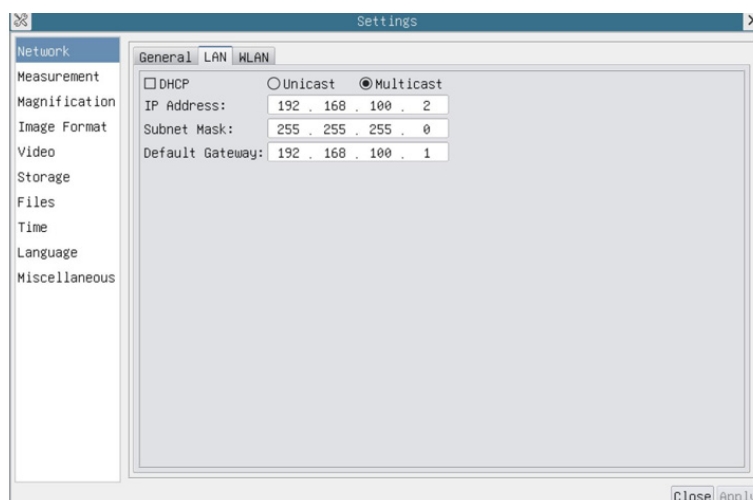 Settings
Network
Measurement
Magnification
Image Format
Video
Storage
Files
Time
Language
Miscellaneous
General LAN WLAN
DHCP Unicast Multicast
IP Address: 192 . 168 . 100 . 2
Subnet Mask: 255 . 255 . 255 . 0
Default Gateway: 192 . 168 . 100 . 1
Close Apply